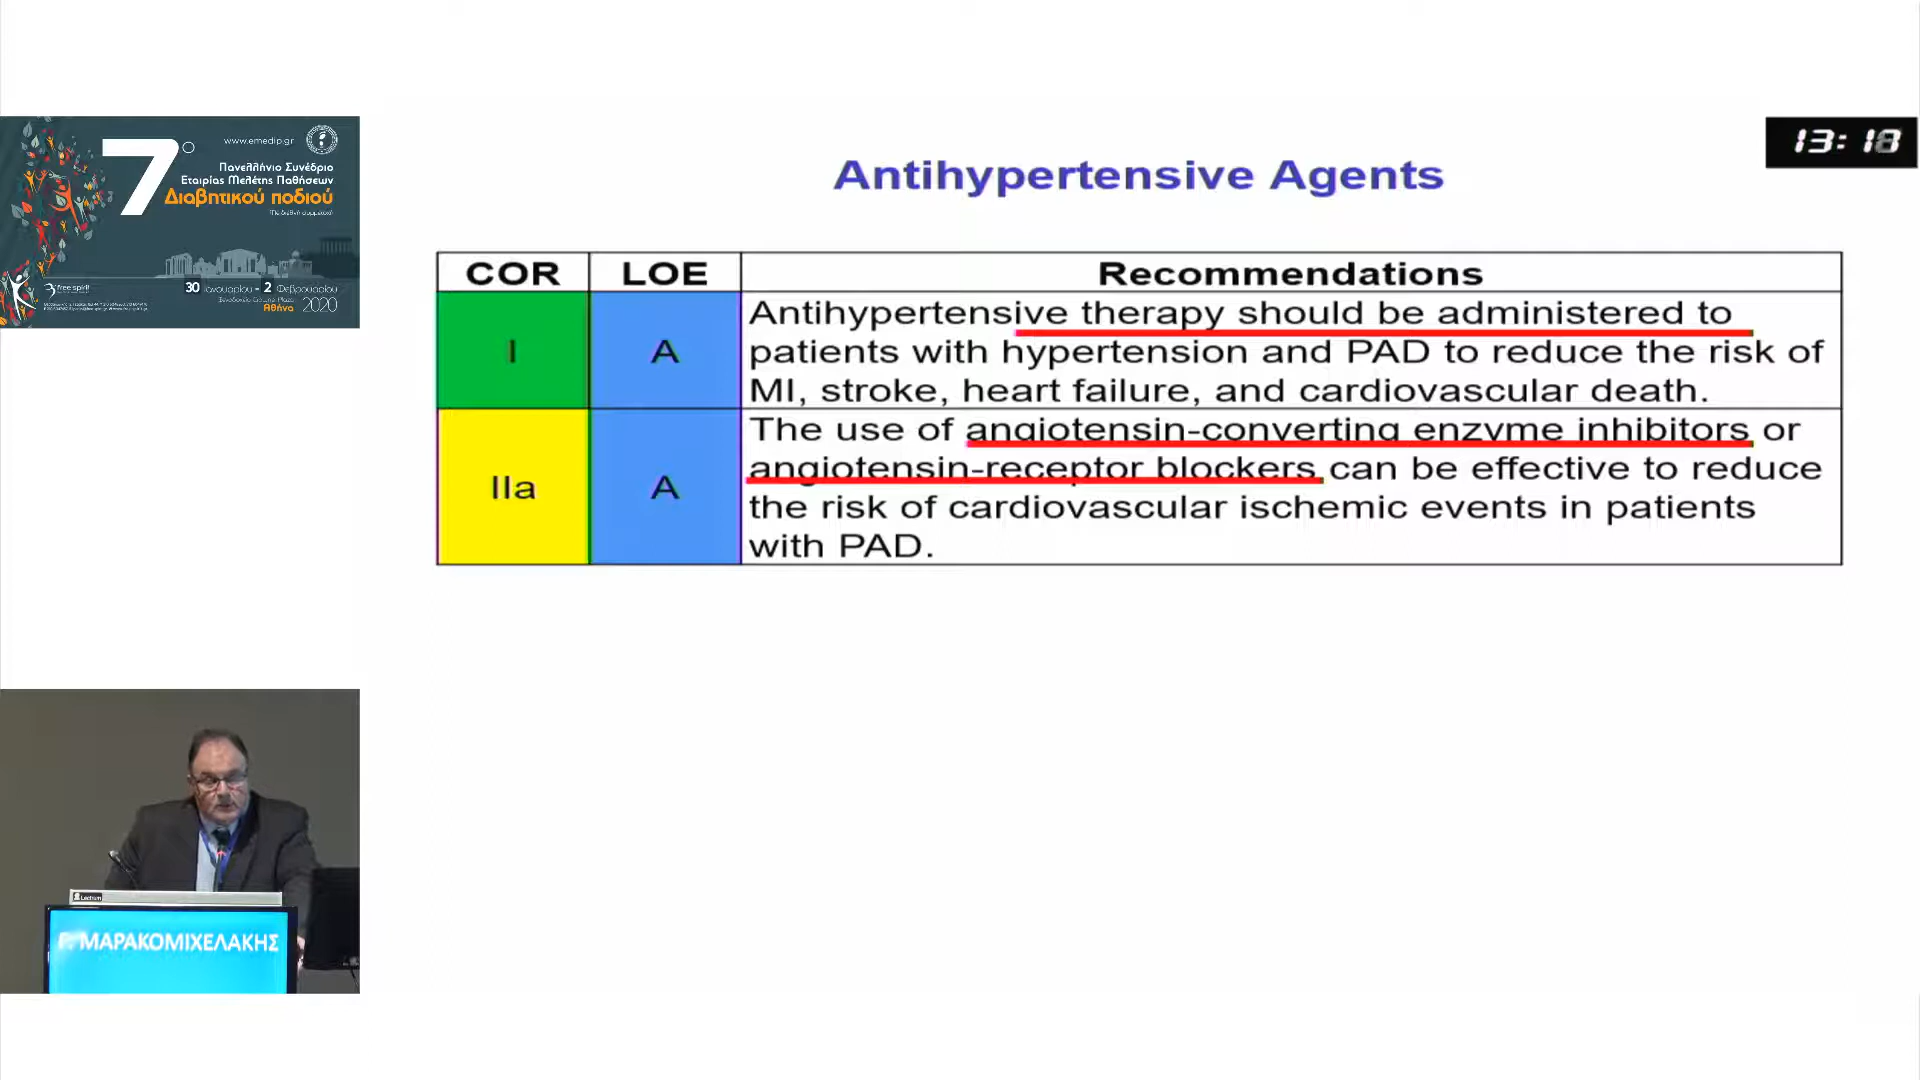 www.emedip.gr
7°
Πανελλήνιο Συνέδριο
Εταιρίας Μελέτης Παθήσεων
Διαβητικού ποδιού
free spirit
30 Ιανουαρίου - 2 Φεβρουαρίου
Αθήνα 2020
13:18
Antihypertensive Agents
COR LOE Recommendations
I A Antihypertensive therapy should be administered to
patients with hypertension and PAD to reduce the risk of
MI, stroke, heart failure, and cardiovascular death.
IIa A The use of angiotensin-converting enzyme inhibitors or
angiotensin-receptor blockers can be effective to reduce
the risk of cardiovascular ischemic events in patients
with PAD.
Lectrum
ΜΑΡΑΚΟΜΙΧΕΛΑΚΗΣ